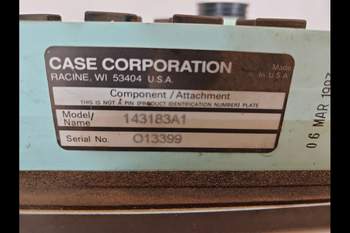 CASE CORPORATION
RACINE, WI 53404 U.S.A.
Made
In U.S.A.
Component / Attachment
THIS IS NOT A PIN (PRODUCT IDENTIFICATION NUMBER) PLATE
Model/
Name 143183A1
Serial No. 013399
06 MAR 1997